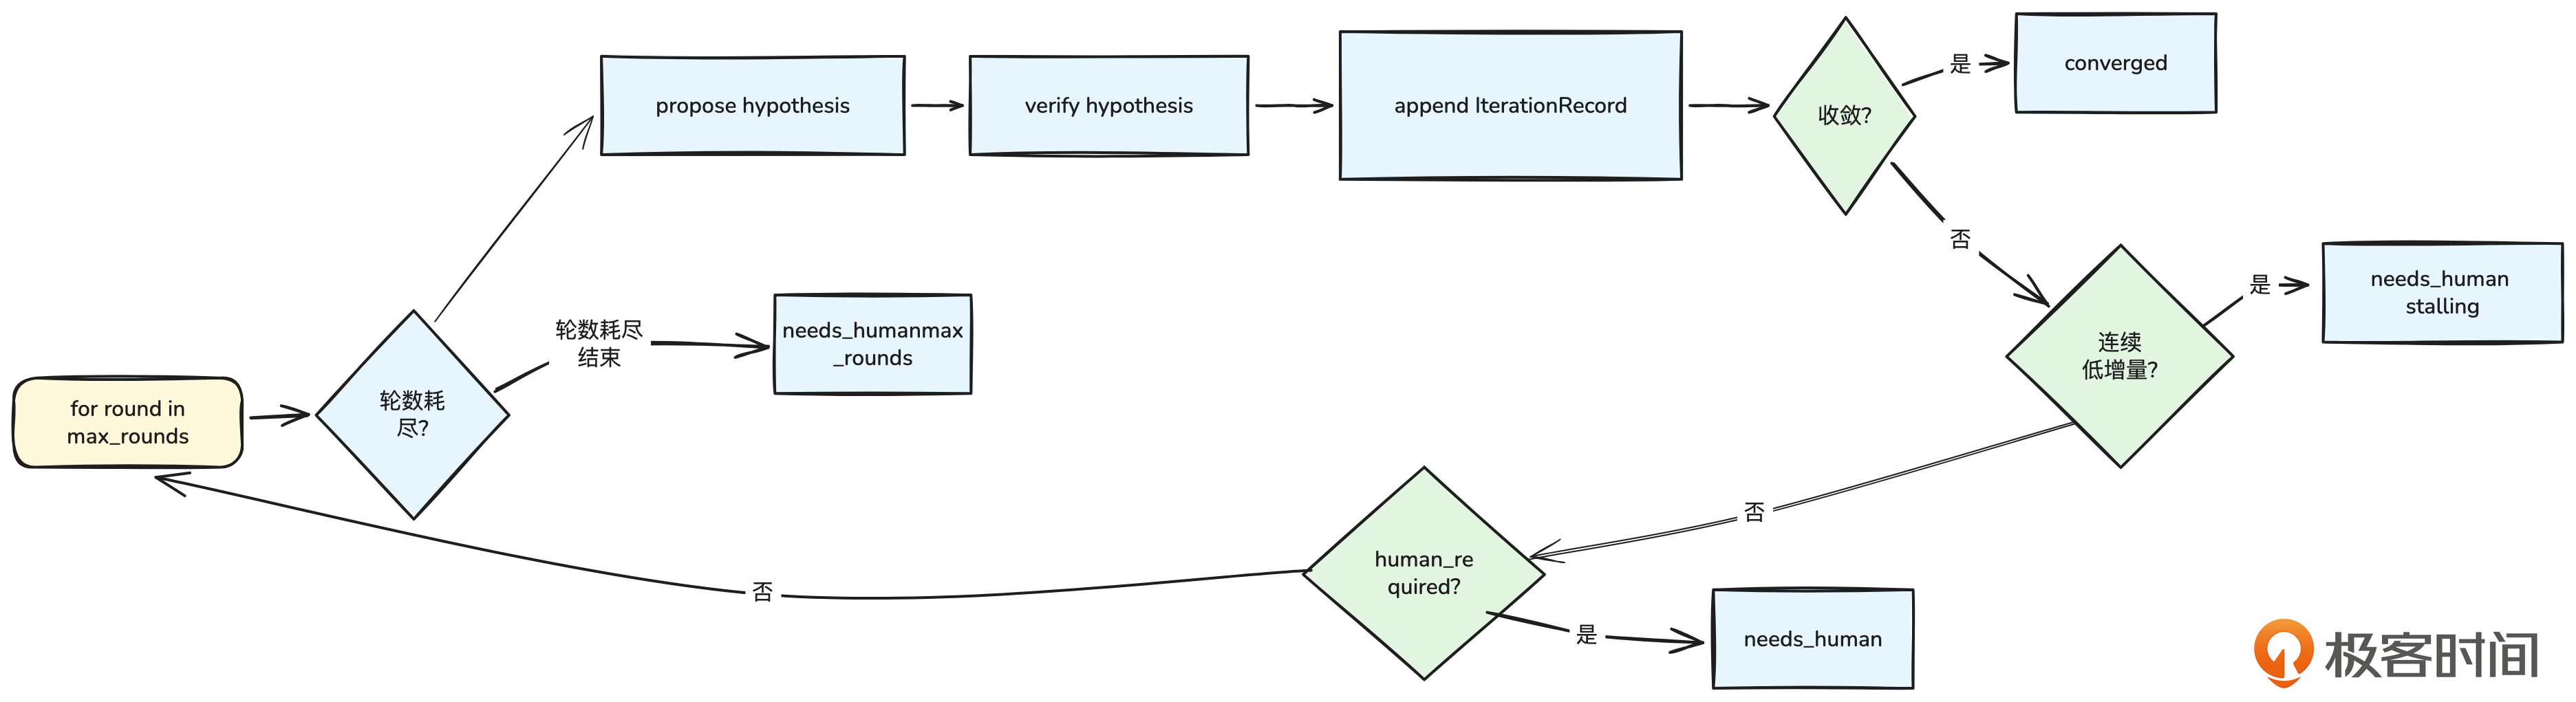 for round in
max_rounds
轮数耗
尽?
轮数耗尽
结束
needs_humanmax
_rounds
propose hypothesis
verify hypothesis
append IterationRecord
收敛?
是
converged
否
连续
低增量?
是
needs_human
stalling
否
human_re
quired?
是
needs_human
否
极客时间